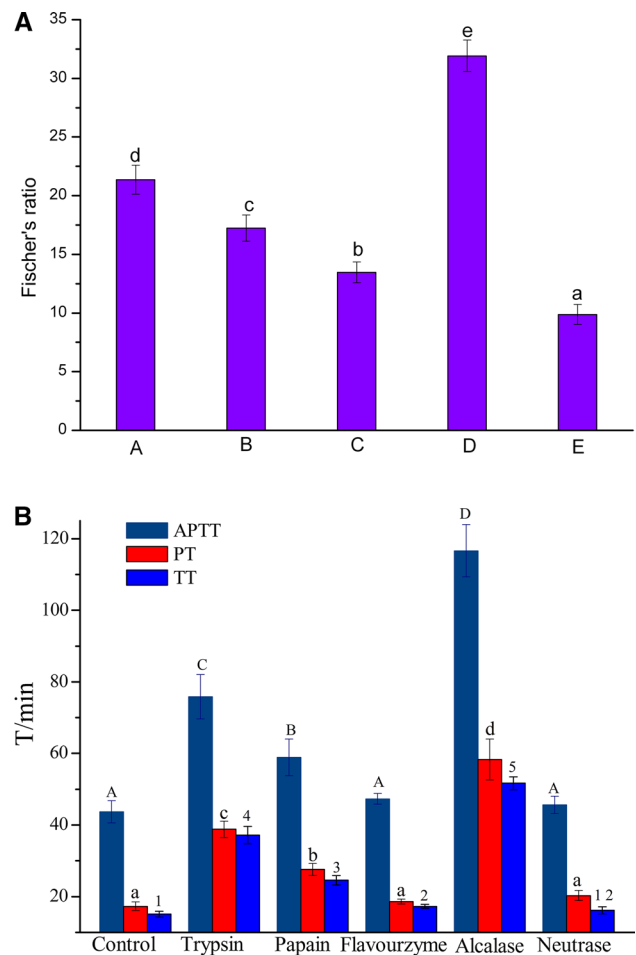 A
35
30
25
20
15
10
5
0
Fischer's ratio
d
c
b
e
a
A B C D E
B
120
100
80
60
40
20
T/min
APTT
PT
TT
A a 1
C c 4
B b 3
A a 2
D d 5
A a 1 2
Control Trypsin Papain Flavourzyme Alcalase Neutrase